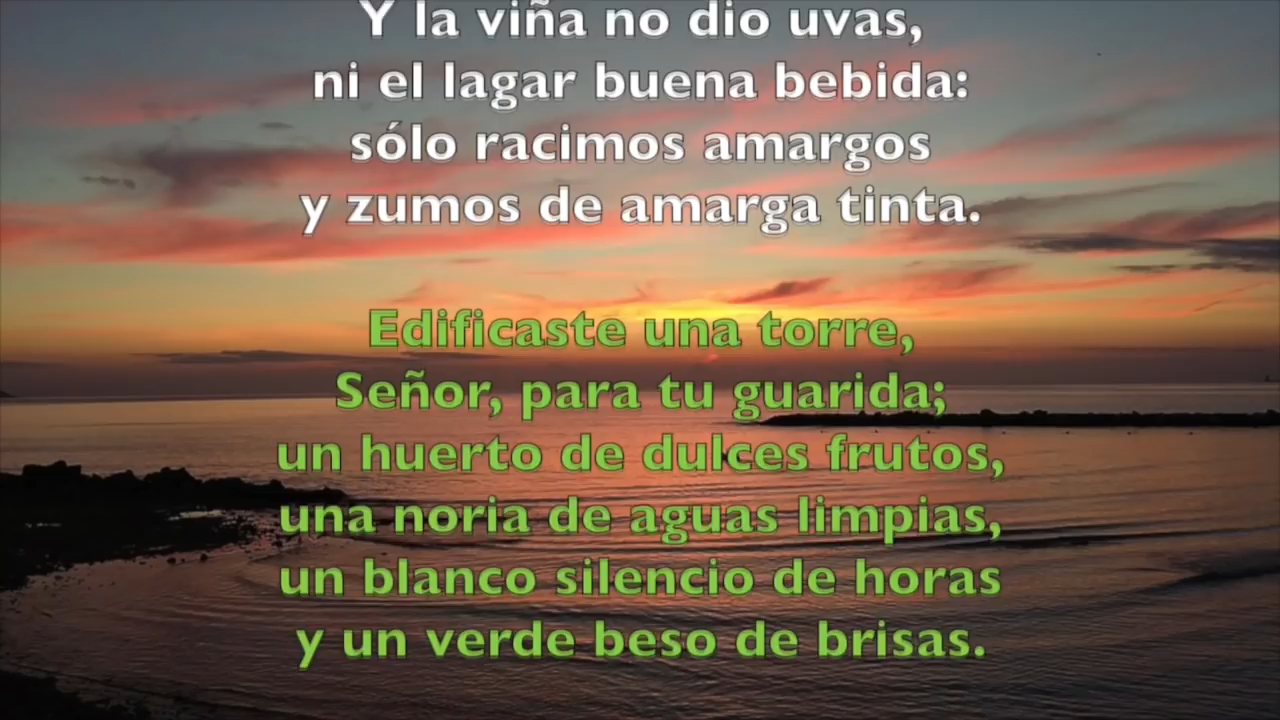 Y la viña no dio uvas,
ni el lagar buena bebida:
sólo racimos amargos
y zumos de amarga tinta.
Edificaste una torre,
Señor, para tu guarida;
un huerto de dulces frutos,
una noria de aguas limpias,
un blanco silencio de horas
y un verde beso de brisas.